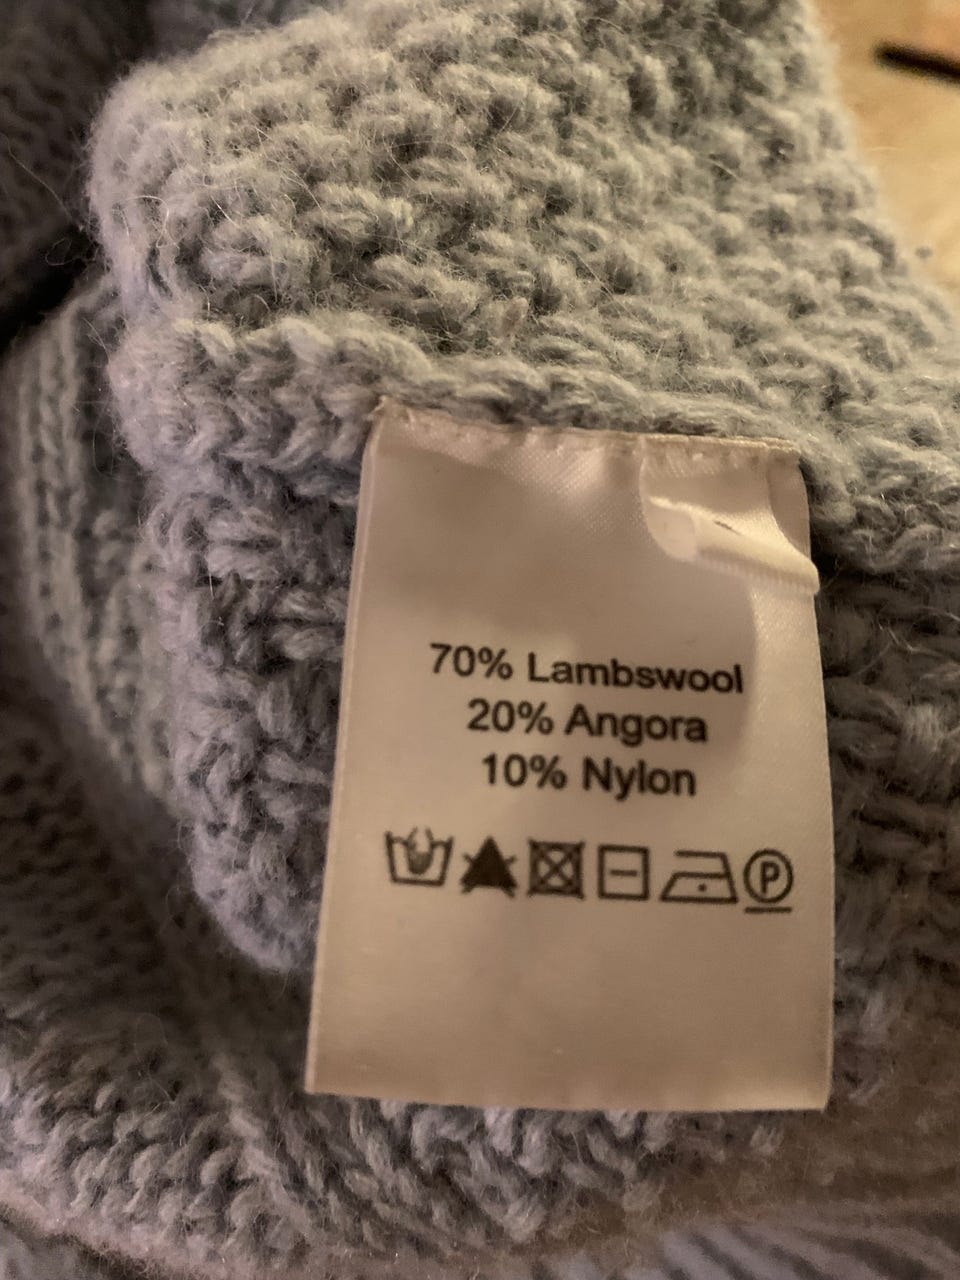 70% Lambswool
20% Angora
10% Nylon
P